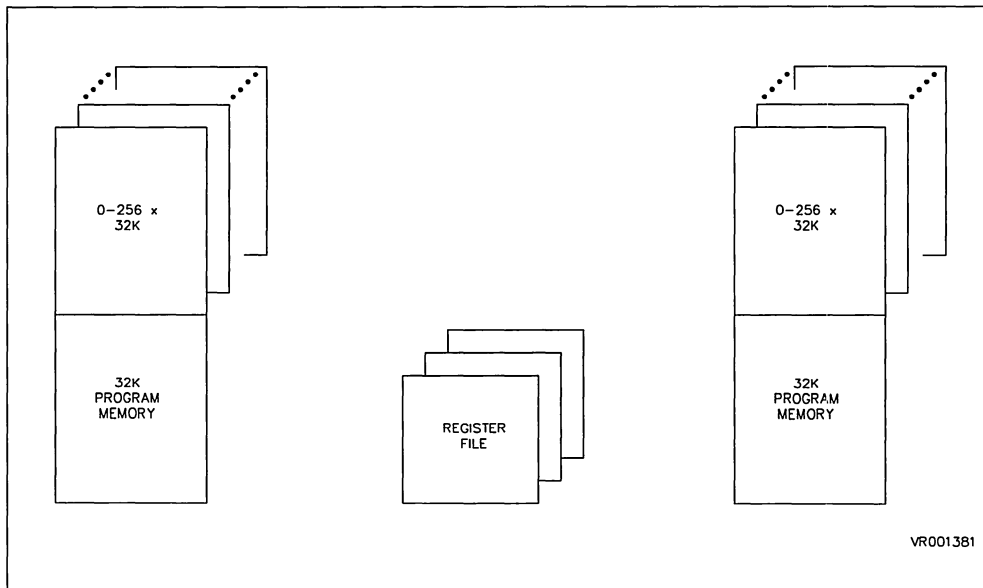 0-256 x
32K
32K
PROGRAM
MEMORY
REGISTER
FILE
0-256 x
32K
32K
PROGRAM
MEMORY
VR001381